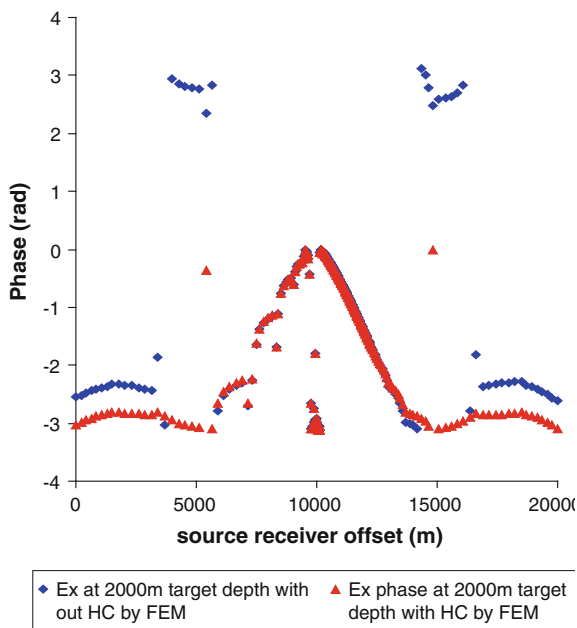 4
3
2
1
0
-1
-2
-3
-4
Phase (rad)
0 5000 10000 15000 20000
source receiver offset (m)
Ex at 2000m target depth with
out HC by FEM
Ex phase at 2000m target
depth with HC by FEM